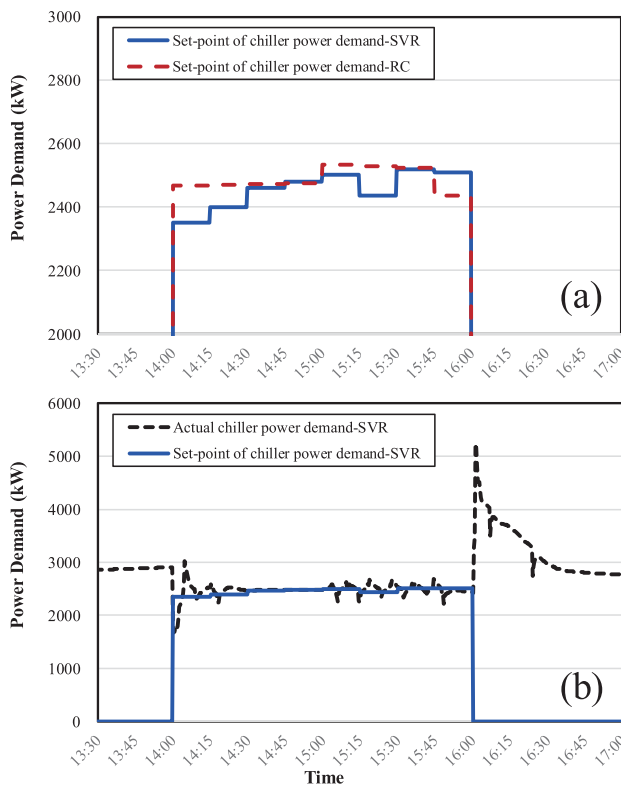 3000
2800
2600
2400
2200
2000
Power Demand (kW)
Set-point of chiller power demand-SVR
Set-point of chiller power demand-RC
(a)
13:30 13:45 14:00 14:15 14:30 14:45 15:00 15:15 15:30 15:45 16:00 16:15 16:30 16:45 17:00
6000
5000
4000
3000
2000
1000
0
Power Demand (kW)
Actual chiller power demand-SVR
Set-point of chiller power demand-SVR
(b)
13:30 13:45 14:00 14:15 14:30 14:45 15:00 15:15 15:30 15:45 16:00 16:15 16:30 16:45 17:00
Time